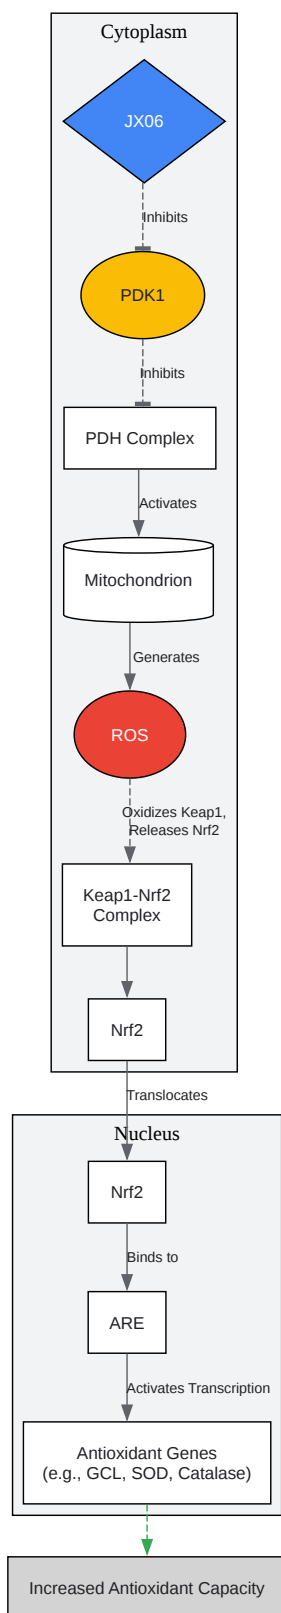 Cytoplasm
JX06
Inhibits
PDK1
Inhibits
PDH Complex
Activates
Mitochondrion
Generates
ROS
Oxidizes Keap1,
Releases Nrf2
Keap1-Nrf2
Complex
Nrf2
Translocates
Nucleus
Nrf2
Binds to
ARE
Activates Transcription
Antioxidant Genes
(e.g., GCL, SOD, Catalase)
Increased Antioxidant Capacity